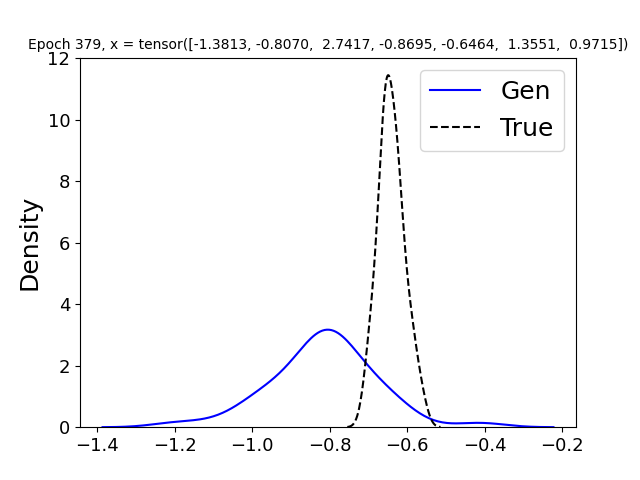 Epoch 379, x = tensor([-1.3813, -0.8070,  2.7417, -0.8695, -0.6464,  1.3551,  0.9715])
12
10
8
6
4
2
0
Density
Gen
True
−1.4 −1.2 −1.0 −0.8 −0.6 −0.4 −0.2